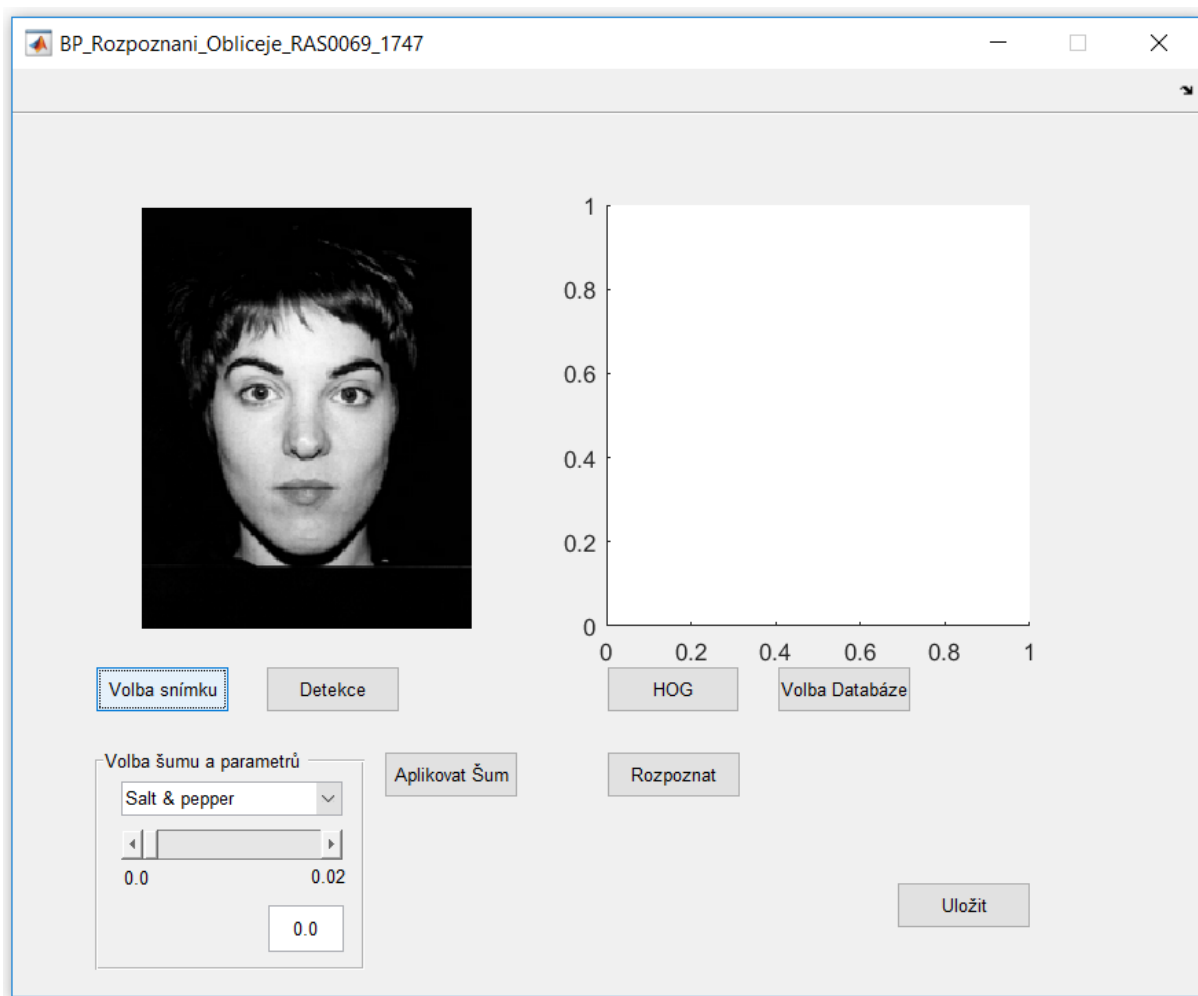 BP_Rozpoznani_Obliceje_RAS0069_1747
1
0.8
0.6
0.4
0.2
0
0 0.2 0.4 0.6 0.8 1
Volba snímku Detekce HOG Volba Databáze
Volba šumu a parametrů
Aplikovat Šum Rozpoznat
Salt & pepper
0.0 0.02
0.0
Uložit